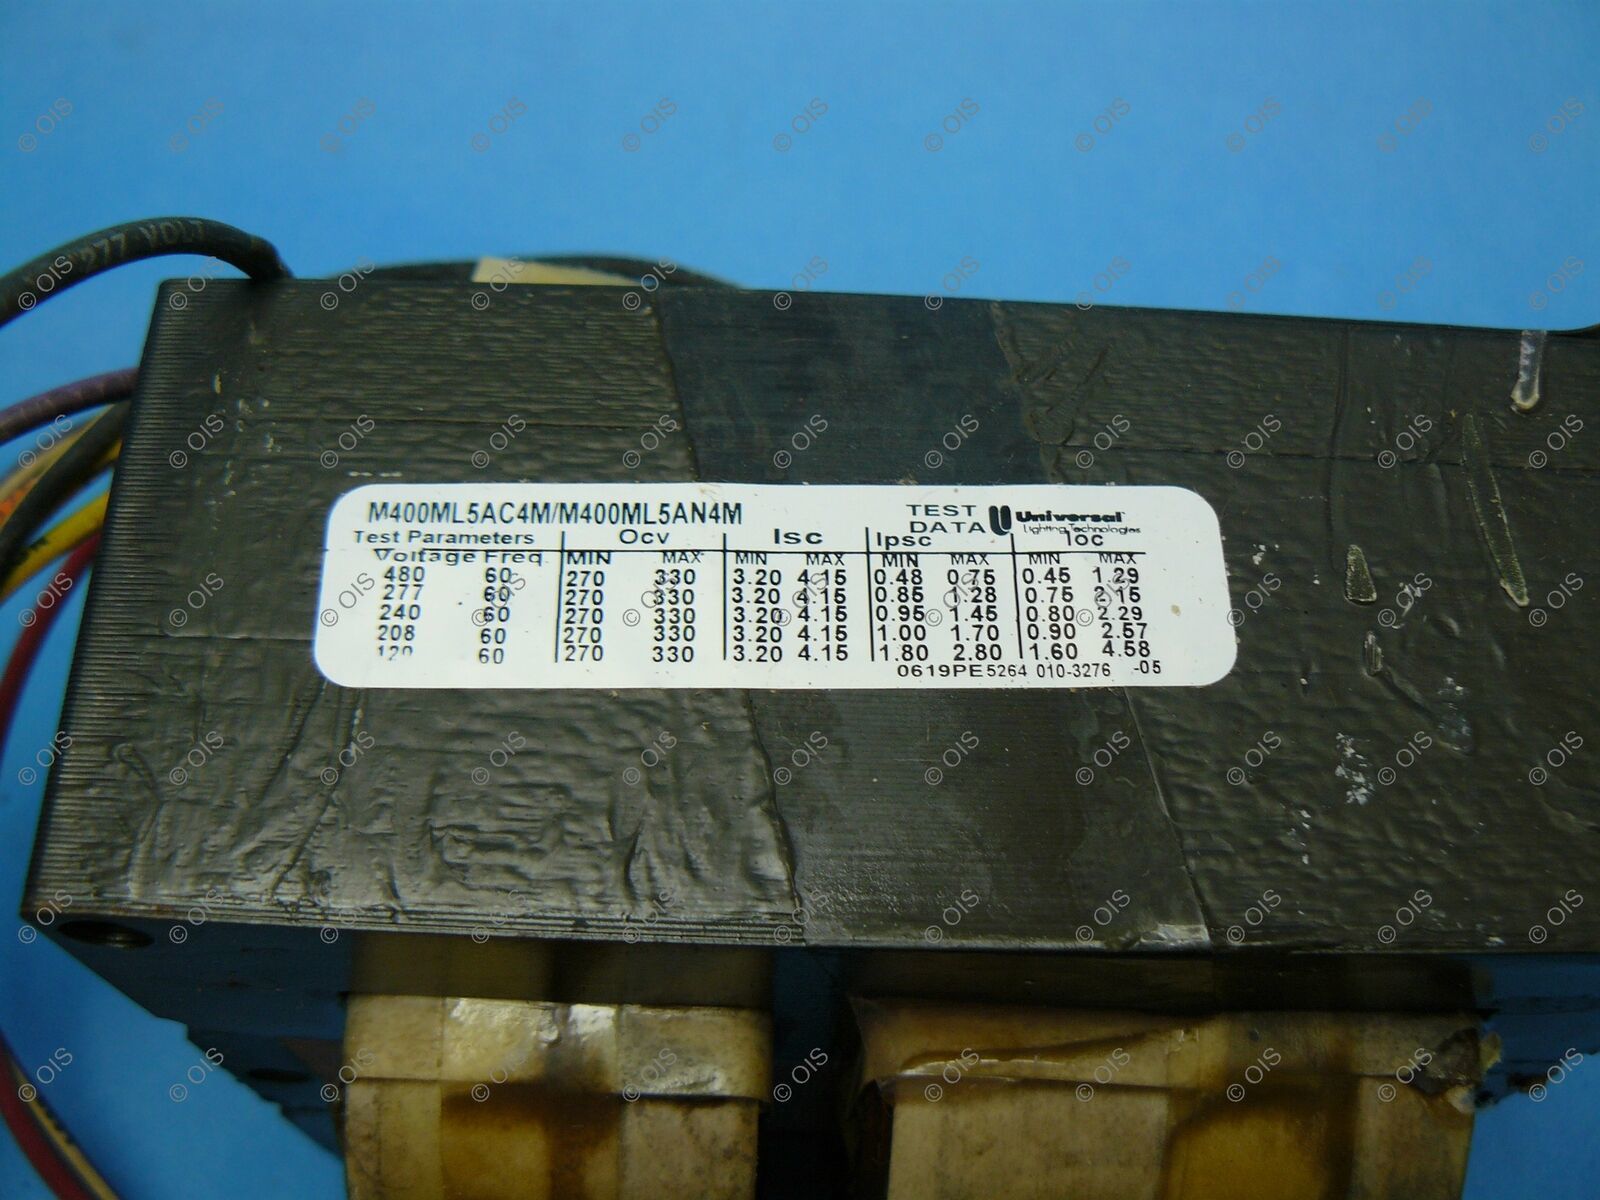 277 VOLT
M400ML5AC4M/M400ML5AN4M TEST DATA Universal Lighting Technologies
Test Parameters Ocv Isc Ipsc Ioc
Voltage Freq. MIN MAX MIN MAX MIN MAX MIN MAX
480 60 270 330 3.20 4.15 0.48 0.75 0.45 1.29
277 60 270 330 3.20 4.15 0.85 1.28 0.75 2.15
240 60 270 330 3.20 4.15 0.95 1.45 0.80 2.29
208 60 270 330 3.20 4.15 1.00 1.70 0.90 2.57
120 60 270 330 3.20 4.15 1.80 2.80 1.60 4.58
0619PE5264 010-3276 -05
© OIS